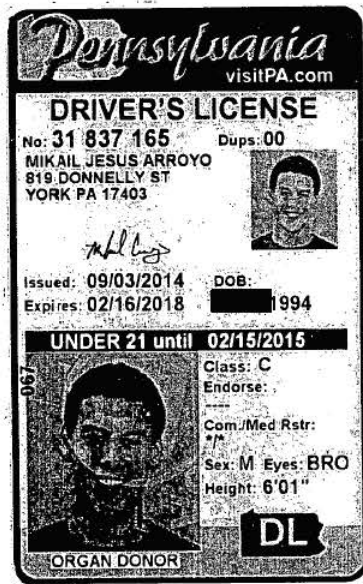 Pennsylvania
visitPA.com
DRIVER'S LICENSE
No: 31 837 165 Dups: 00
MIKAIL JESUS ARROYO
819 DONNELLY ST
YORK PA 17403
Issued: 09/03/2014 DOB:
Expires: 02/16/2018 1994
UNDER 21 until 02/15/2015
067
Class: C
Endorse:
----
Com./Med Rstr:
*/*
Sex: M Eyes: BRO
Height: 6'01"
DL
ORGAN DONOR